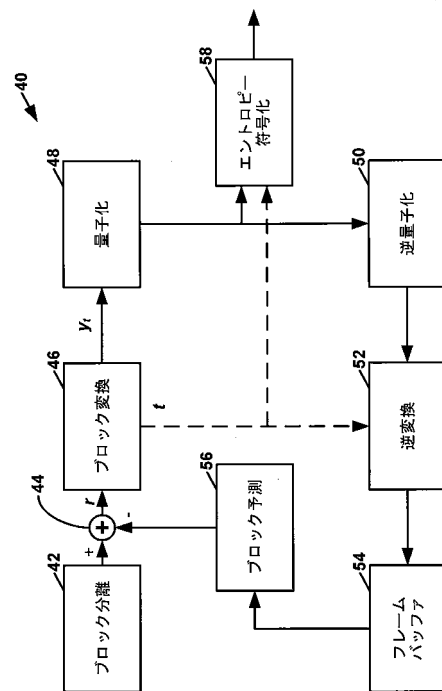 40
42
ブロック分離
44
+
+
-
r
46
ブロック変換
t
yt
48
量子化
58
エントロピー
符号化
50
逆量子化
52
逆変換
54
フレーム
バッファ
56
ブロック予測